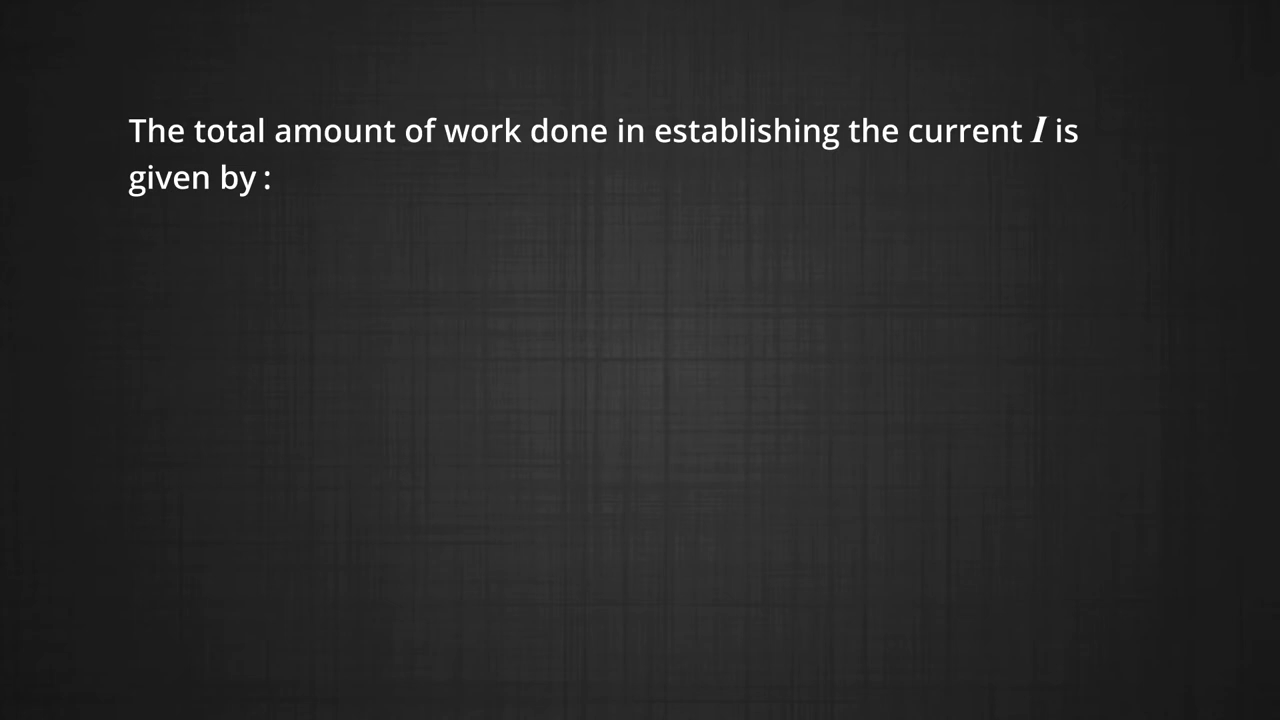 The total amount of work done in establishing the current I is
given by :